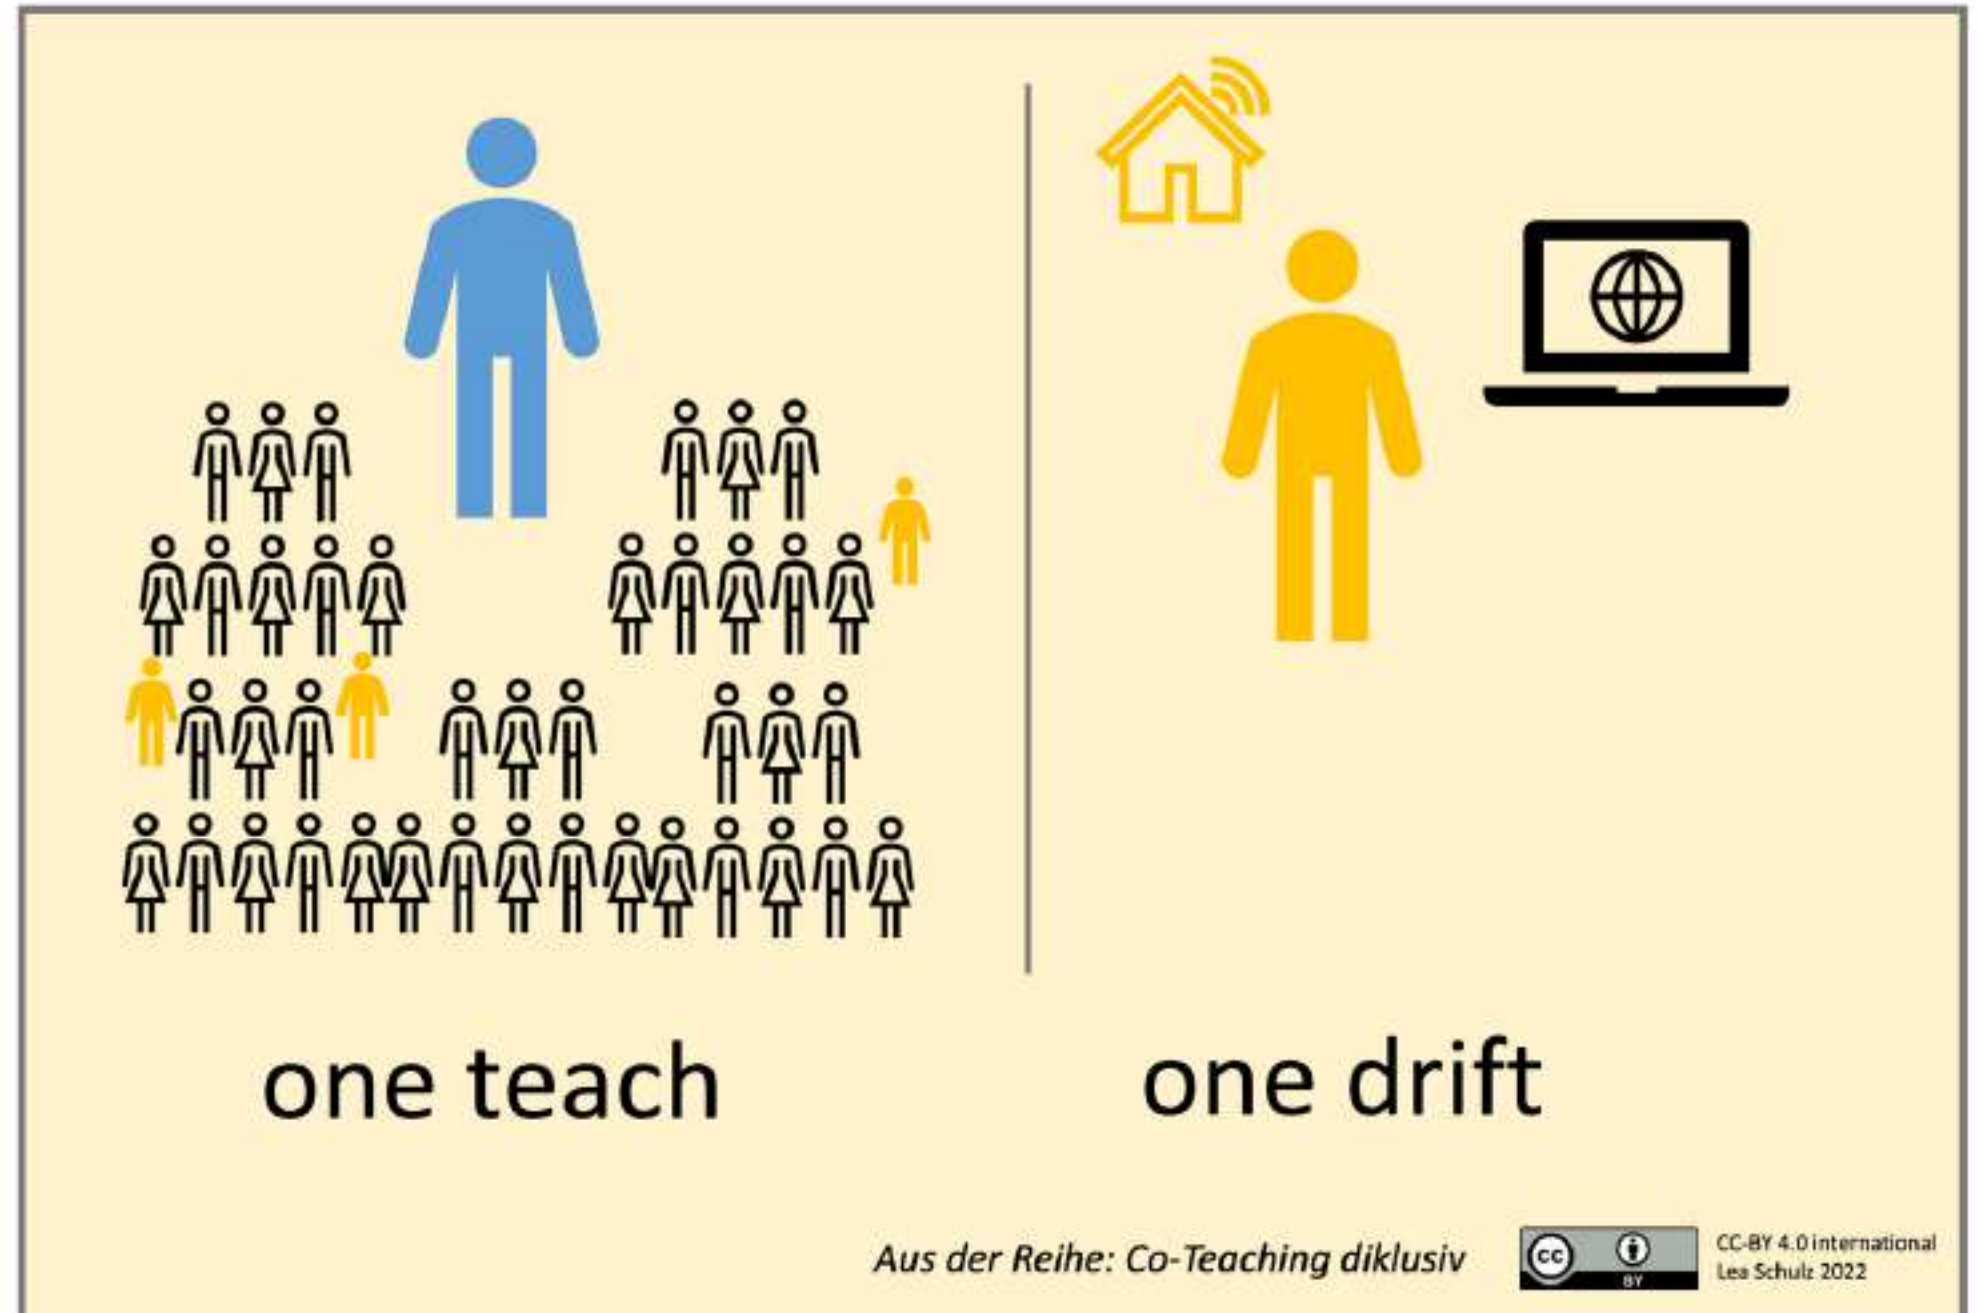 one teach
one drift
Aus der Reihe: Co-Teaching diklusiv
cc
BY
CC-BY 4.0 international
Lea Schulz 2022